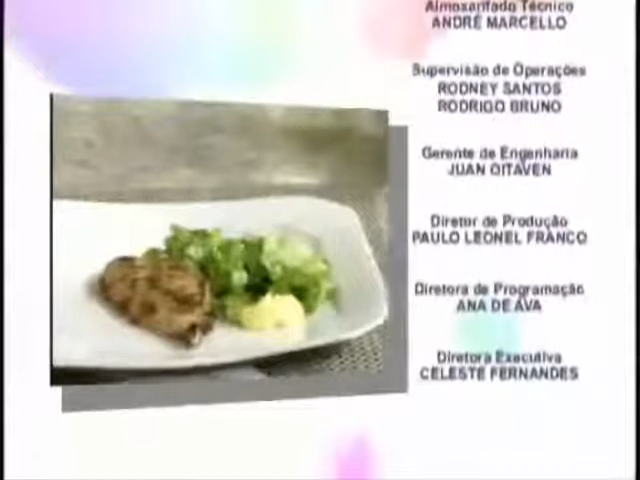 Almoxarifado Técnico
ANDRÉ MARCELLO
Supervisão de Operações
RODNEY SANTOS
RODRIGO BRUNO
Gerente de Engenharia
JUAN OITAVEN
Diretor de Produção
PAULO LEONEL FRANCO
Diretora de Programação
ANA DE AVA
Diretora Executiva
CELESTE FERNANDES